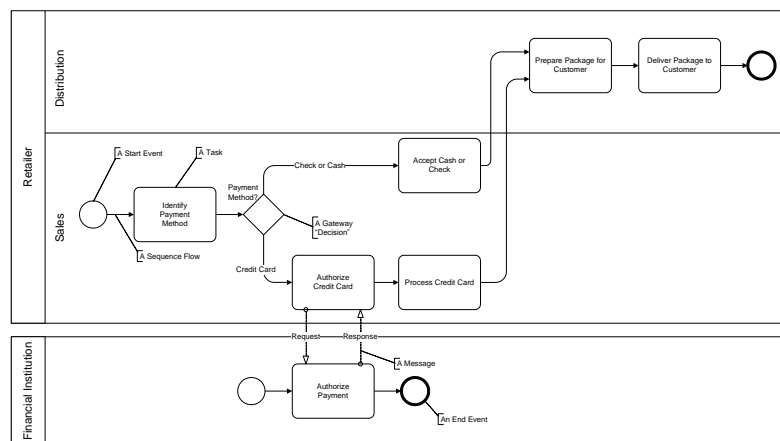 Retailer
Distribution
Prepare Package for
Customer
Deliver Package to
Customer
Sales
A Start Event
A Task
Identify
Payment
Method
A Sequence Flow
Payment
Method?
Check or Cash
Accept Cash or
Check
A Gateway
"Decision"
Credit Card
Authorize
Credit Card
Process Credit Card
Request
Response
Financial Institution
A Message
Authorize
Payment
An End Event